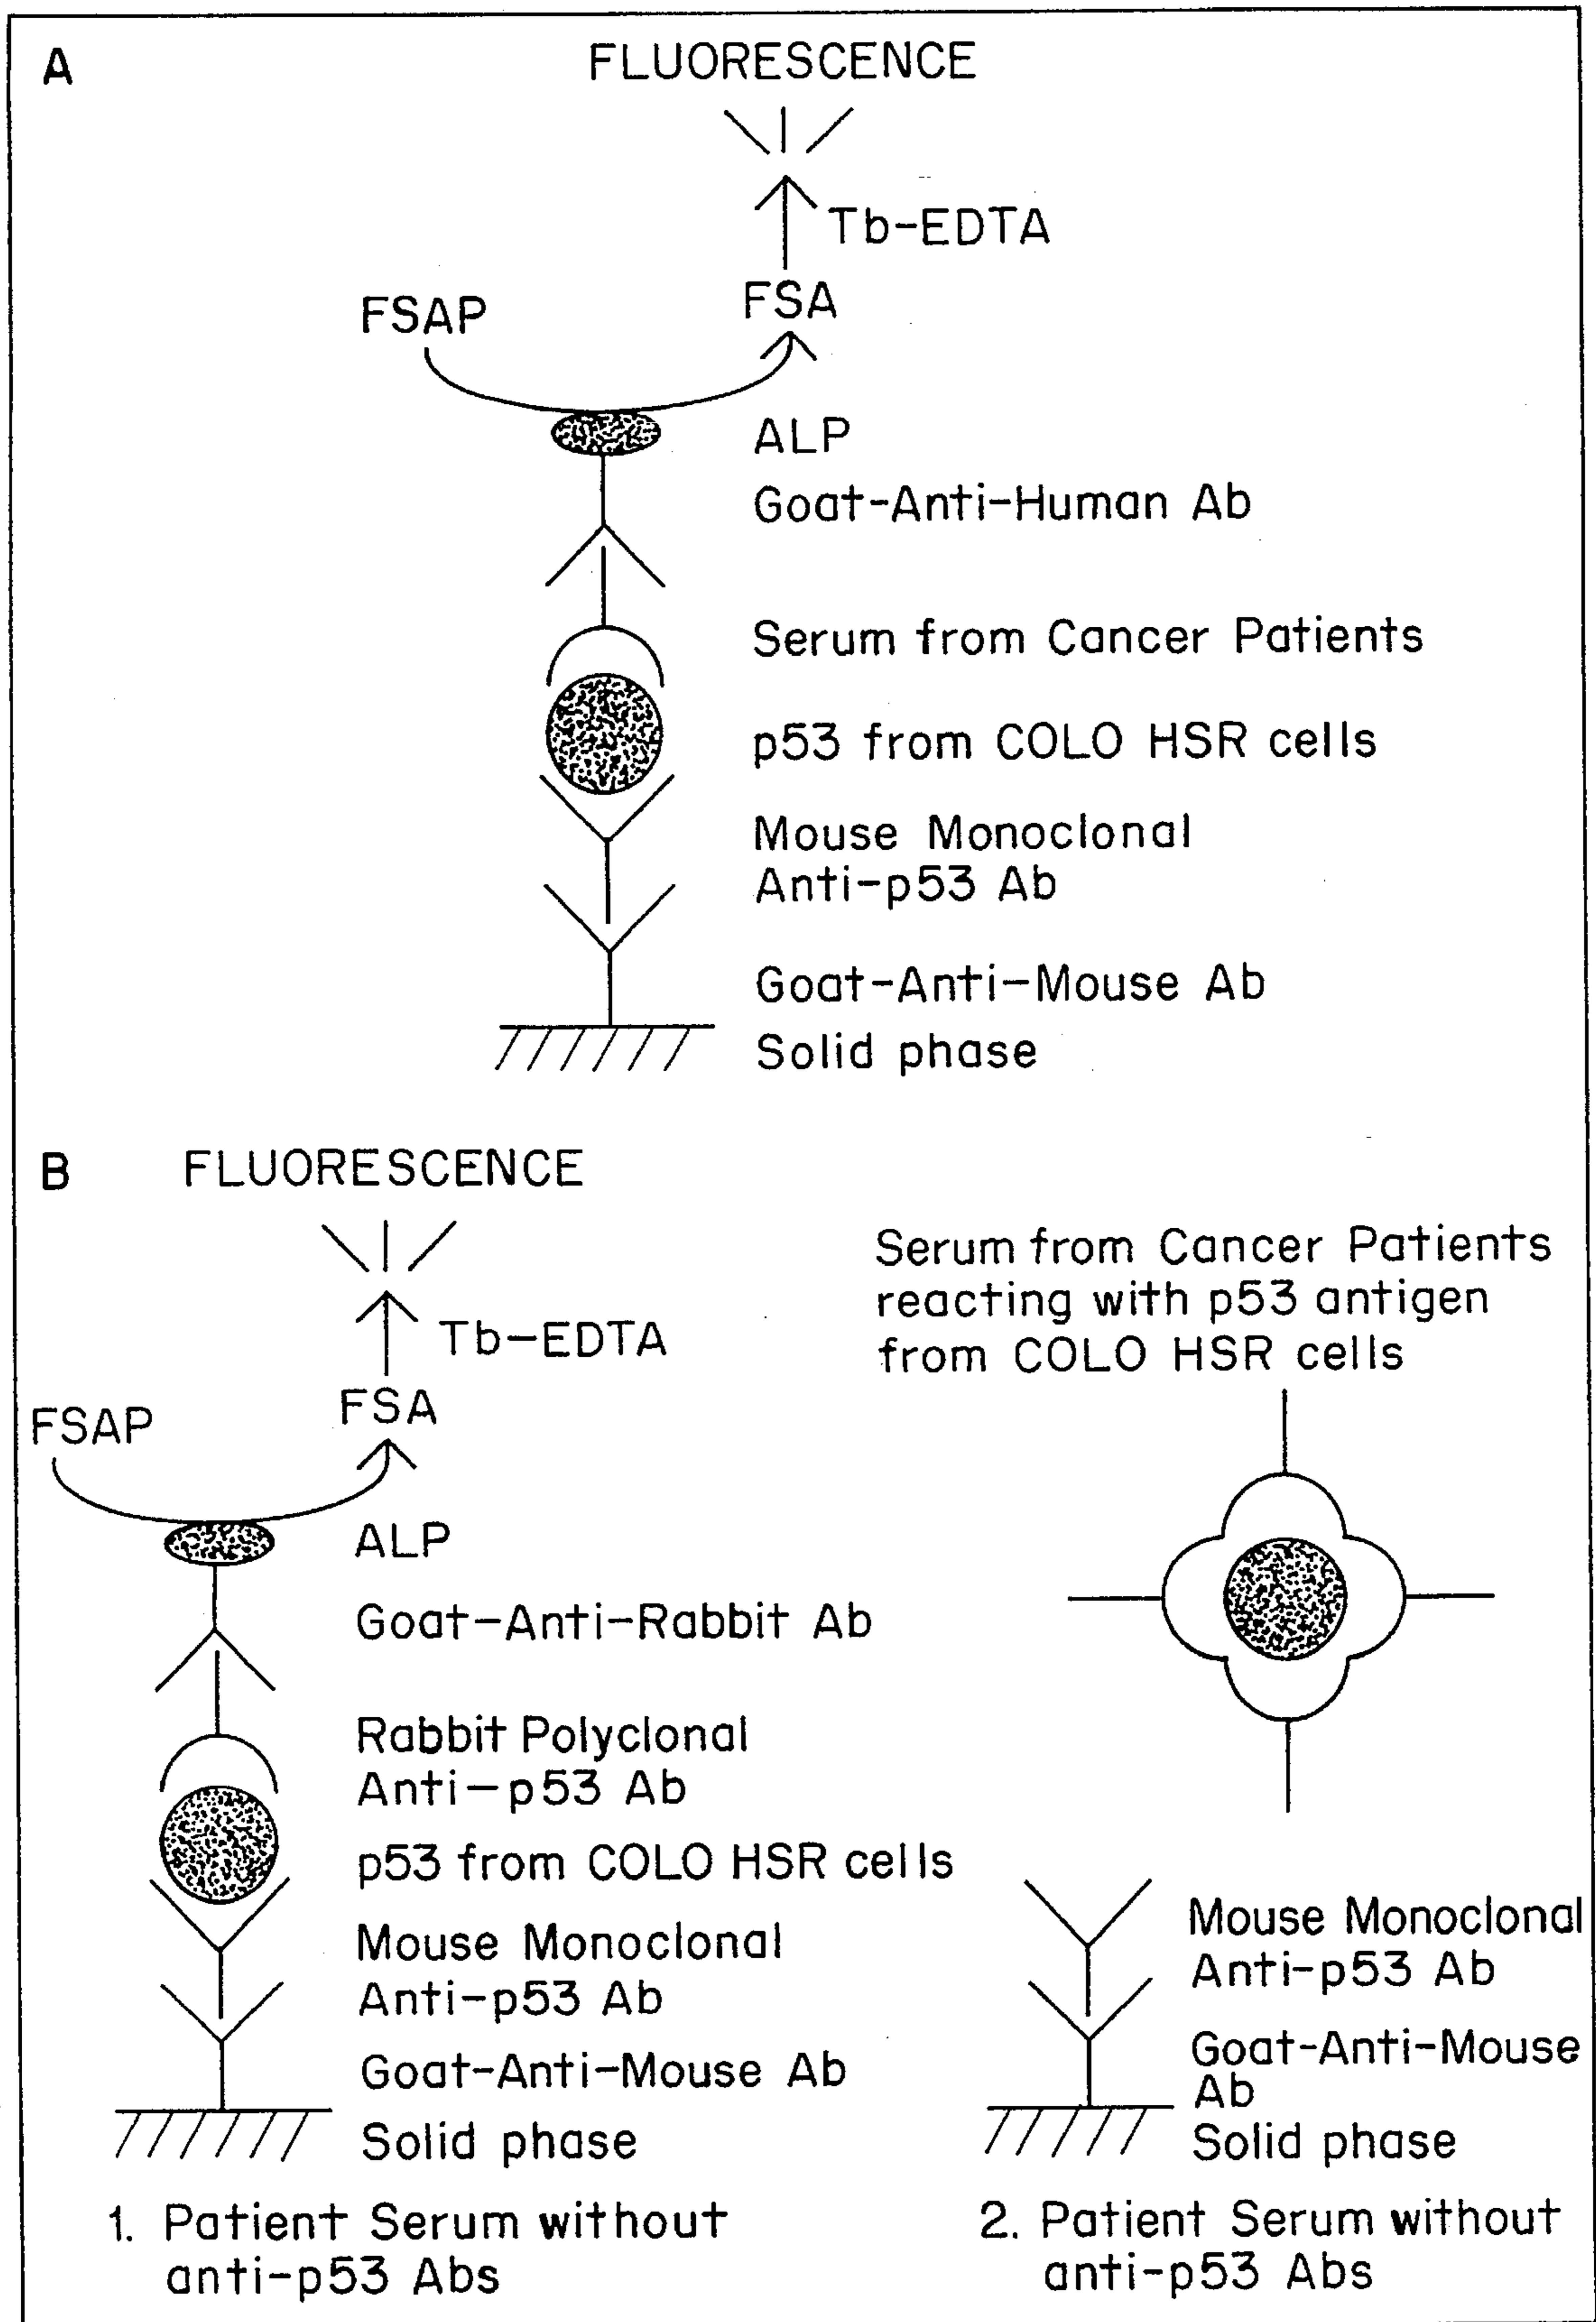 A
FLUORESCENCE
Tb-EDTA
FSAP
FSA
ALP
Goat-Anti-Human Ab
Serum from Cancer Patients
p53 from COLO HSR cells
Mouse Monoclonal
Anti-p53 Ab
Goat-Anti-Mouse Ab
Solid phase
B
FLUORESCENCE
Tb-EDTA
FSA
FSAP
ALP
Goat-Anti-Rabbit Ab
Rabbit Polyclonal
Anti-p53 Ab
p53 from COLO HSR cells
Mouse Monoclonal
Anti-p53 Ab
Goat-Anti-Mouse Ab
Solid phase
1. Patient Serum without
anti-p53 Abs
Serum from Cancer Patients
reacting with p53 antigen
from COLO HSR cells
Mouse Monoclonal
Anti-p53 Ab
Goat-Anti-Mouse
Ab
Solid phase
2. Patient Serum without
anti-p53 Abs